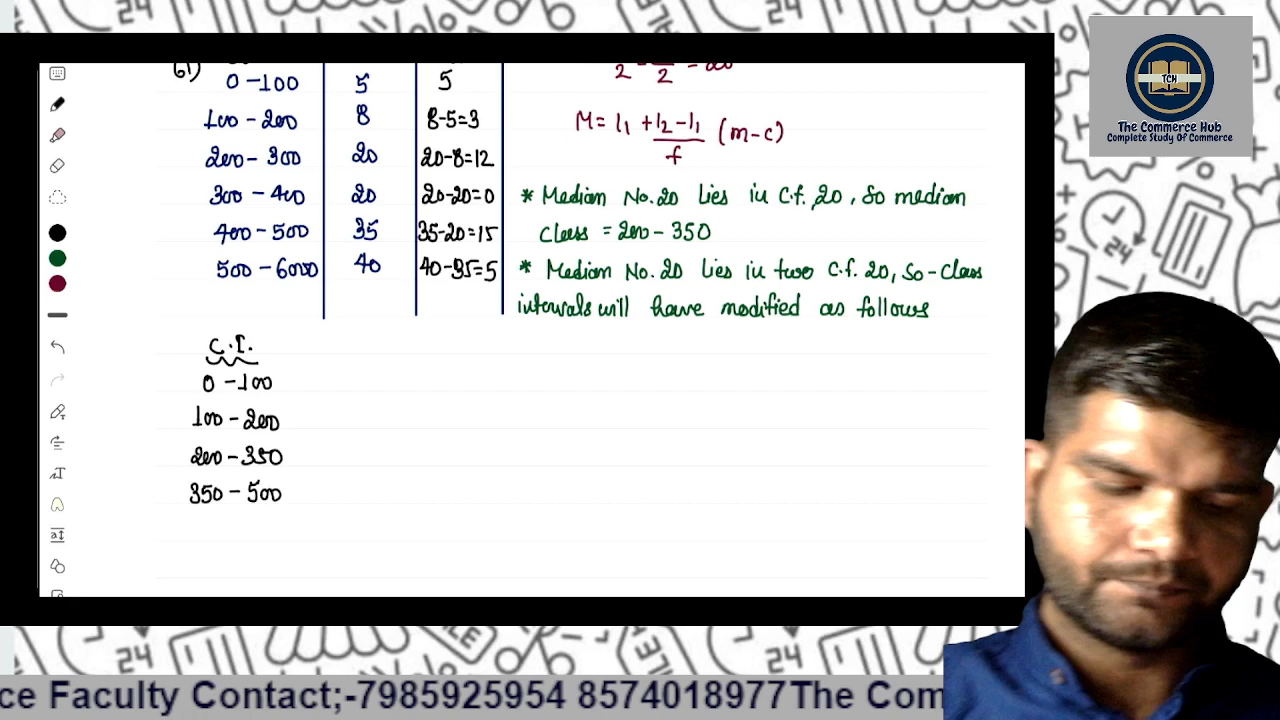 61)
0-100 5 5
100-200 8 8-5=3
200-300 20 20-8=12
300-400 20 20-20=0
400-500 35 35-20=15
500-6000 40 40-35=5
M = l₁ + l₂-l₁/f (m-c)
* Median No. 20 lies in C.f. 20, So median
class = 200-350
* Median No. 20 lies in two C.f. 20, So-Class
intervals will have modified as follows
C.I.
0-100
100-200
200-350
350-500
TCH
The Commerce Hub
Complete Study Of Commerce
ce Faculty Contact;-7985925954 8574018977 The Com